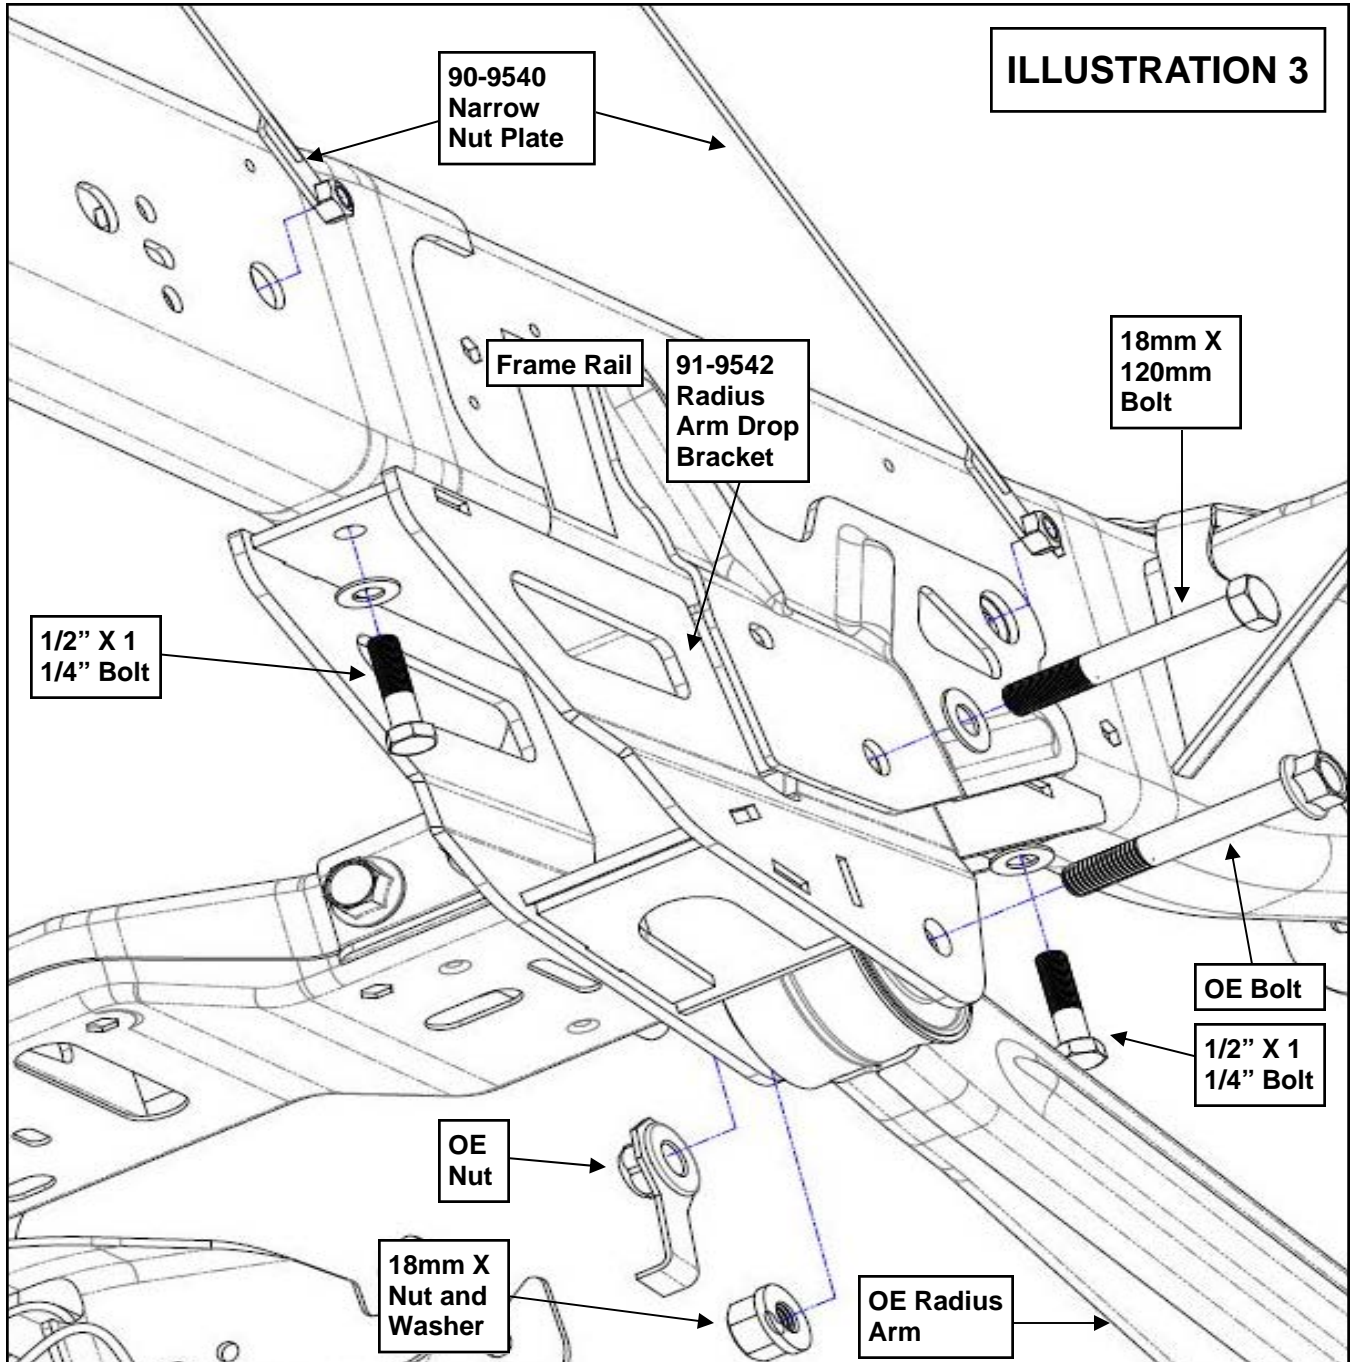 ILLUSTRATION 3
90-9540
Narrow
Nut Plate
Frame Rail
91-9542
Radius
Arm Drop
Bracket
18mm X
120mm
Bolt
1/2” X 1
1/4” Bolt
OE Bolt
1/2” X 1
1/4” Bolt
OE
Nut
18mm X
Nut and
Washer
OE Radius
Arm